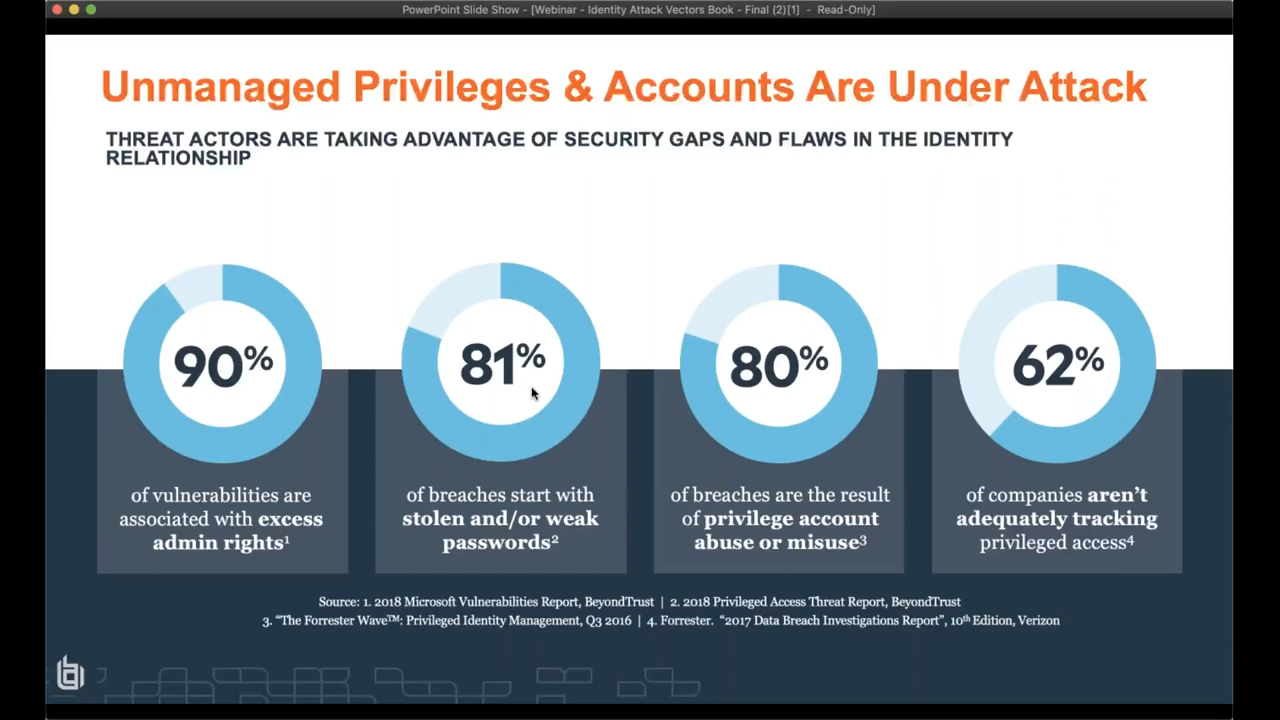 PowerPoint Slide Show - [Webinar - Identity Attack Vectors Book - Final (2)[1] - Read-Only]
Unmanaged Privileges & Accounts Are Under Attack
THREAT ACTORS ARE TAKING ADVANTAGE OF SECURITY GAPS AND FLAWS IN THE IDENTITY
RELATIONSHIP
90%
of vulnerabilities are
associated with excess
admin rights¹
81%
of breaches start with
stolen and/or weak
passwords²
80%
of breaches are the result
of privilege account
abuse or misuse³
62%
of companies aren't
adequately tracking
privileged access⁴
Source: 1. 2018 Microsoft Vulnerabilities Report, BeyondTrust | 2. 2018 Privileged Access Threat Report, BeyondTrust
3. “The Forrester Wave™: Privileged Identity Management, Q3 2016 | 4. Forrester. “2017 Data Breach Investigations Report”, 10th Edition, Verizon